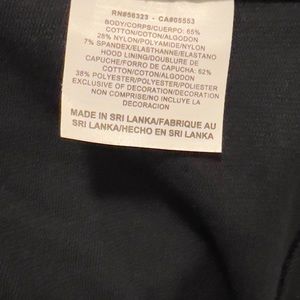 RN#56323 - CA#05553
BODY/CORPS/CUERPO: 65%
COTTON/COTON/ALGODON
28% NYLON/POLYAMIDE/NYLON
7% SPANDEX/ELASTHANNE/ELASTANO
HOOD LINING/DOUBLURE DE
CAPUCHE/FORRO DE CAPUCHA: 62%
COTTON/COTON/ALGODON
38% POLYESTER/POLYESTER/POLIESTER
EXCLUSIVE OF DECORATION/DECORATION
NON COMPRISE/NO INCLUYE LA
DECORACION
MADE IN SRI LANKA/FABRIQUE AU
SRI LANKA/HECHO EN SRI LANKA